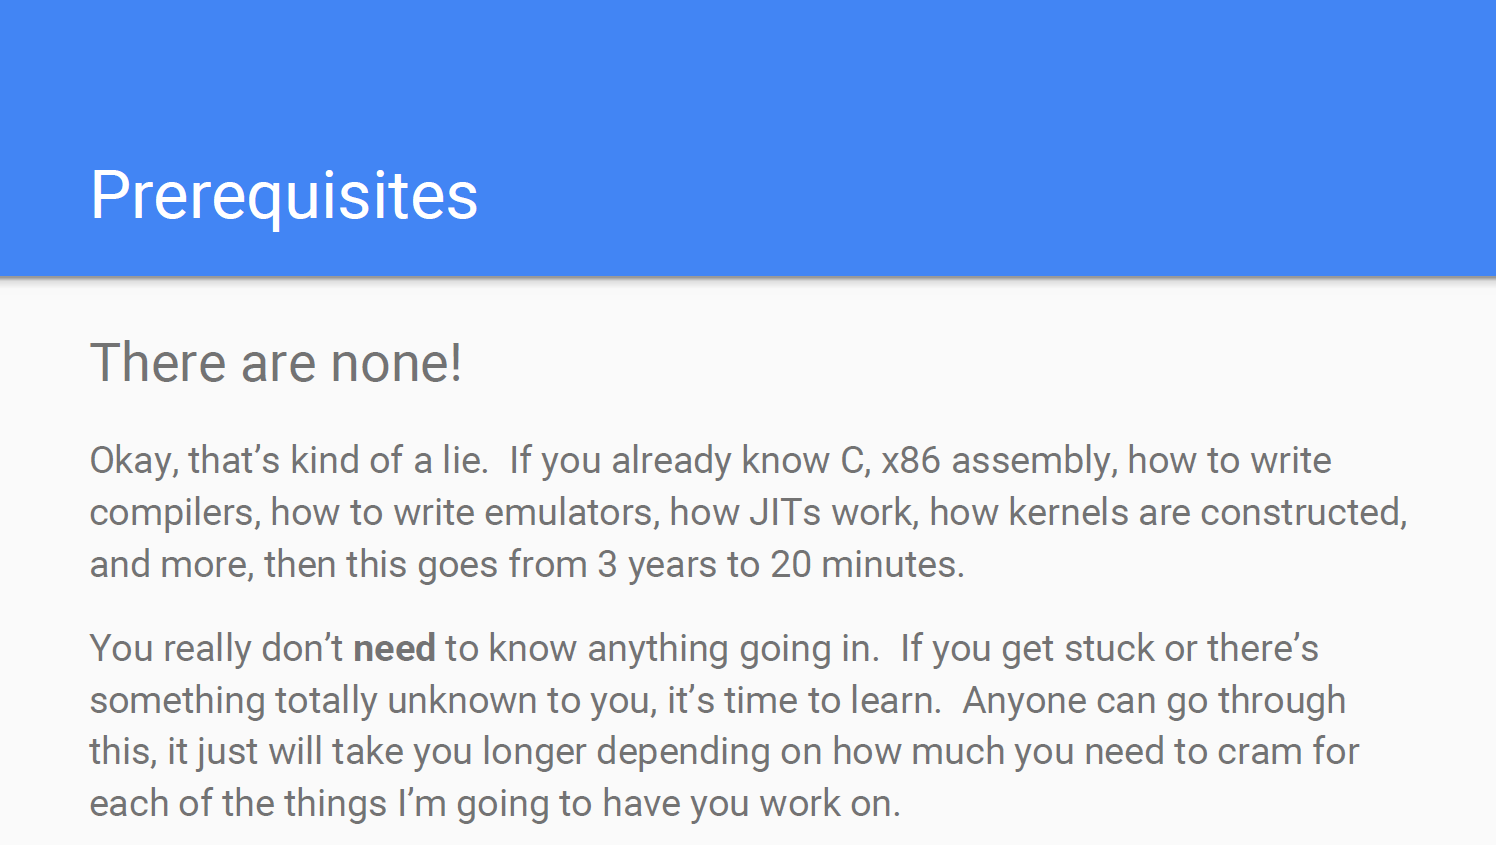 Prerequisites
There are none!
Okay, that’s kind of a lie.  If you already know C, x86 assembly, how to write
compilers, how to write emulators, how JITs work, how kernels are constructed,
and more, then this goes from 3 years to 20 minutes.
You really don’t need to know anything going in.  If you get stuck or there’s
something totally unknown to you, it’s time to learn.  Anyone can go through
this, it just will take you longer depending on how much you need to cram for
each of the things I’m going to have you work on.